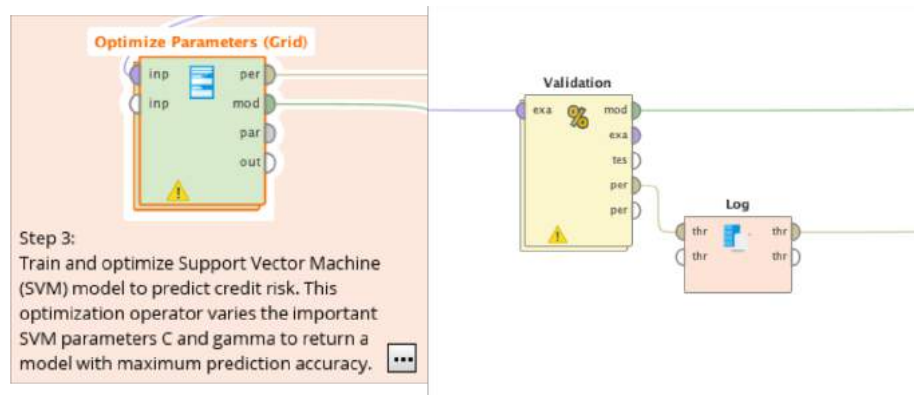 Optimize Parameters (Grid)
inp per
inp mod
par
out
Step 3:
Train and optimize Support Vector Machine
(SVM) model to predict credit risk. This
optimization operator varies the important
SVM parameters C and gamma to return a
model with maximum prediction accuracy.
Validation
exa % mod
exa
tes
per
per
Log
thr thr
thr thr